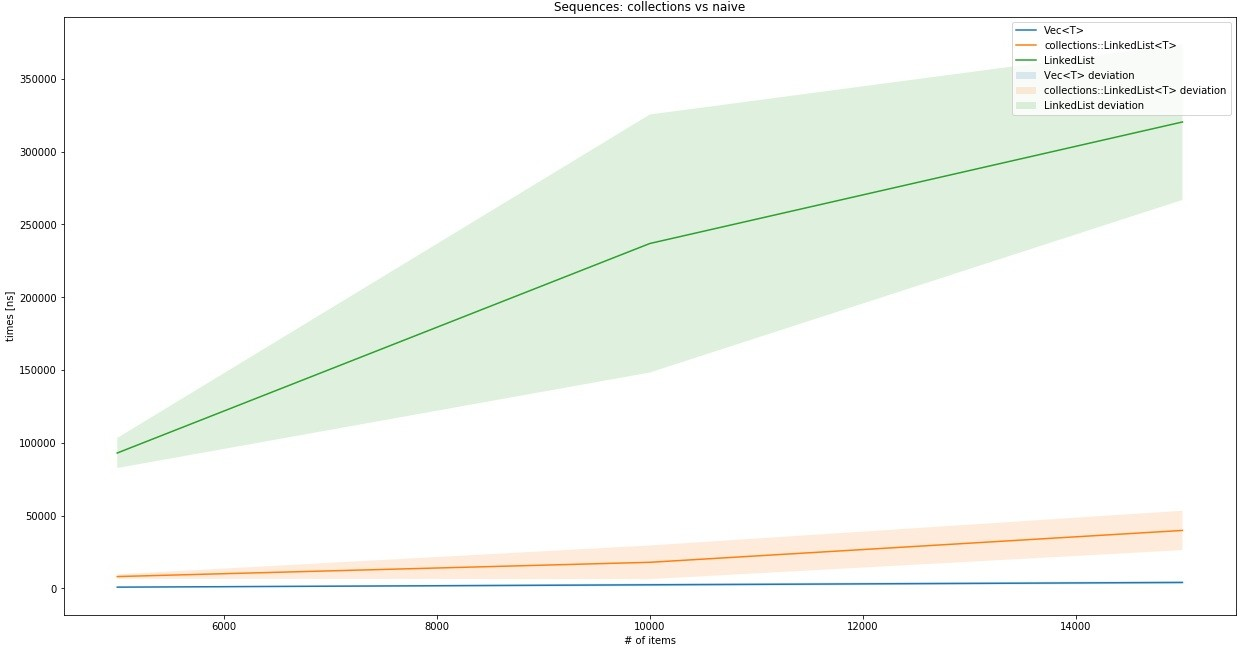 Sequences: collections vs naive
Vec<T>
collections::LinkedList<T>
LinkedList
Vec<T> deviation
collections::LinkedList<T> deviation
LinkedList deviation
350000
300000
250000
200000
150000
100000
50000
0
times [ns]
6000
8000
10000
12000
14000
# of items